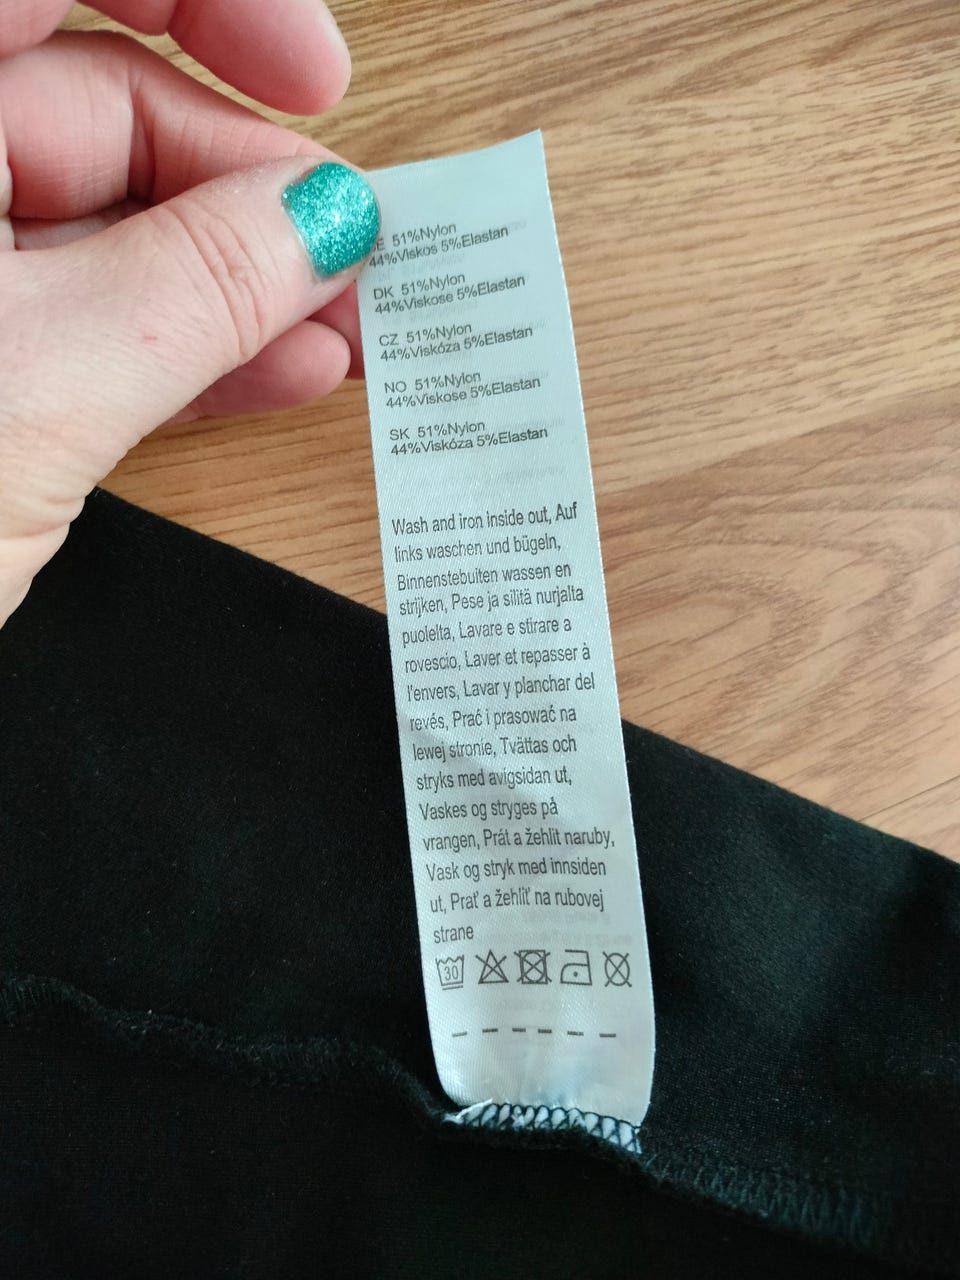 E 51%Nylon
44%Viskos 5%Elastan
DK 51%Nylon
44%Viskose 5%Elastan
CZ 51%Nylon
44%Viskóza 5%Elastan
NO 51%Nylon
44%Viskose 5%Elastan
SK 51%Nylon
44%Viskóza 5%Elastan
Wash and iron inside out, Auf
links waschen und bügeln,
Binnenstebuiten wassen en
strijken, Pese ja silitä nurjalta
puolelta, Lavare e stirare a
rovescio, Laver et repasser à
l'envers, Lavar y planchar del
revés, Prać i prasować na
lewej stronie, Tvättas och
stryks med avigsidan ut,
Vaskes og stryges på
vrangen, Prát a žehlit naruby,
Vask og stryk med innsiden
ut, Prať a žehliť na rubovej
strane
30